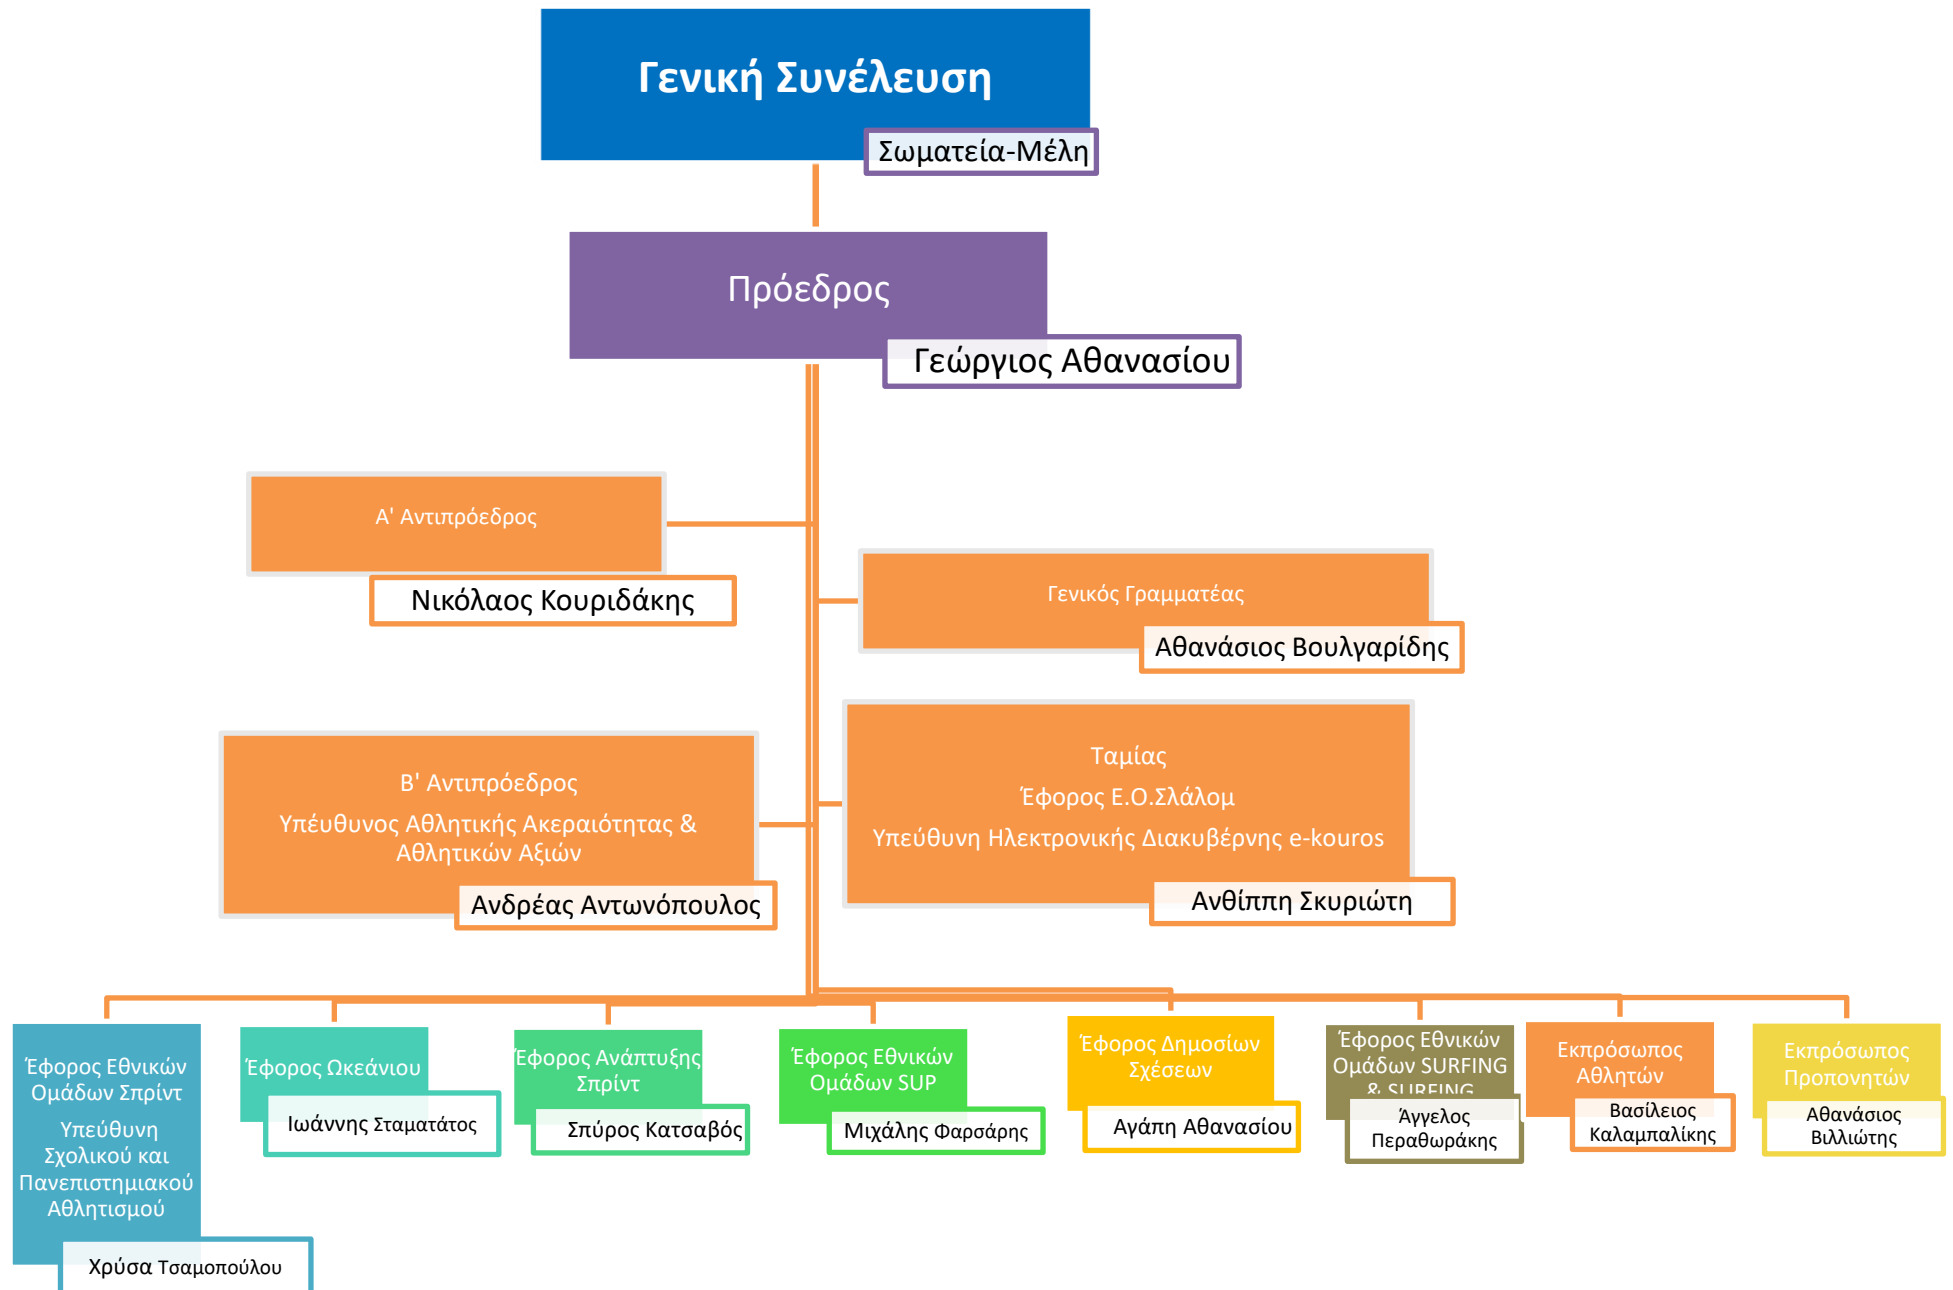 Γενική Συνέλευση
Σωματεία-Μέλη
Πρόεδρος
Γεώργιος Αθανασίου
Α' Αντιπρόεδρος
Νικόλαος Κουριδάκης
Γενικός Γραμματέας
Αθανάσιος Βουλγαρίδης
Β' Αντιπρόεδρος
Υπέυθυνος Αθλητικής Ακεραιότητας &
Αθλητικών Αξιών
Ανδρέας Αντωνόπουλος
Ταμίας
Έφορος Ε.Ο.Σλάλομ
Υπεύθυνη Ηλεκτρονικής Διακυβέρνης e-kouros
Ανθίππη Σκυριώτη
Έφορος Εθνικών
Ομάδων Σπρίντ
Υπεύθυνη
Σχολικού και
Πανεπιστημιακού
Αθλητισμού
Χρύσα Τσαμοπούλου
Έφορος Ωκεάνιου
Ιωάννης Σταματάτος
Έφορος Ανάπτυξης
Σπρίντ
Σπύρος Κατσαβός
Έφορος Εθνικών
Ομάδων SUP
Μιχάλης Φαρσάρης
Έφορος Δημοσίων
Σχέσεων
Αγάπη Αθανασίου
Έφορος Εθνικών
Ομάδων SURFING
& SURFING
Άγγελος
Περαθωράκης
Εκπρόσωπος
Αθλητών
Βασίλειος
Καλαμπαλίκης
Εκπρόσωπος
Προπονητών
Αθανάσιος
Βιλλιώτης